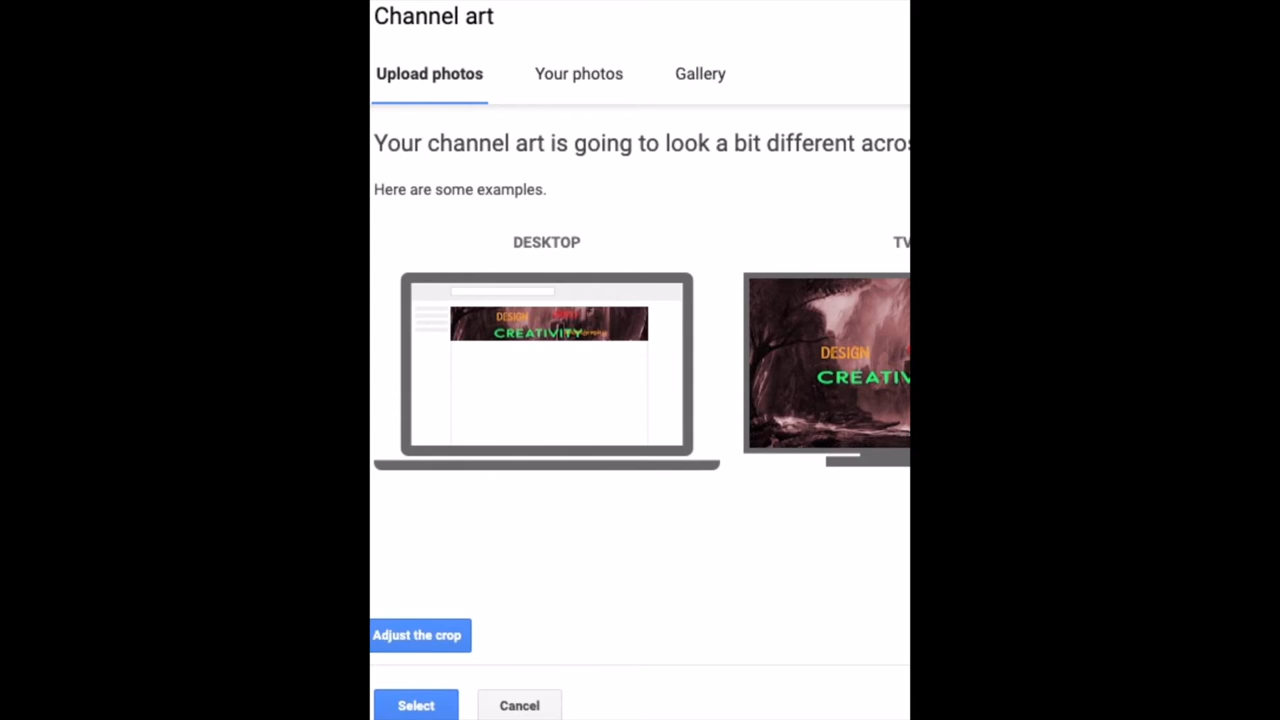 Channel art
Upload photos Your photos Gallery
Your channel art is going to look a bit different acros
Here are some examples.
DESKTOP TV
DESIGN
CREATIVITY
DESIGN
CREATIV
Adjust the crop
Select Cancel